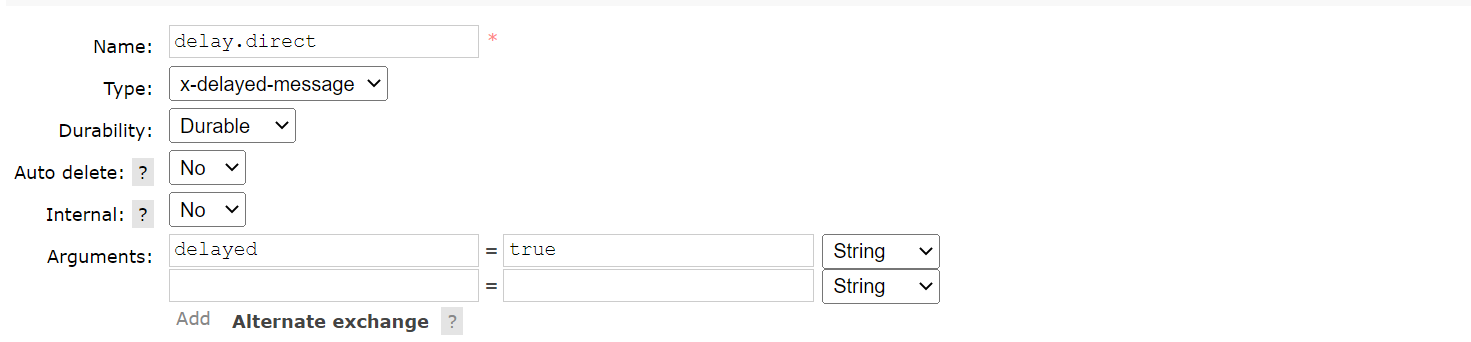 Name: delay.direct *
Type: x-delayed-message
Durability: Durable
Auto delete: ? No
Internal: ? No
Arguments: delayed = true String
= String
Add Alternate exchange ?